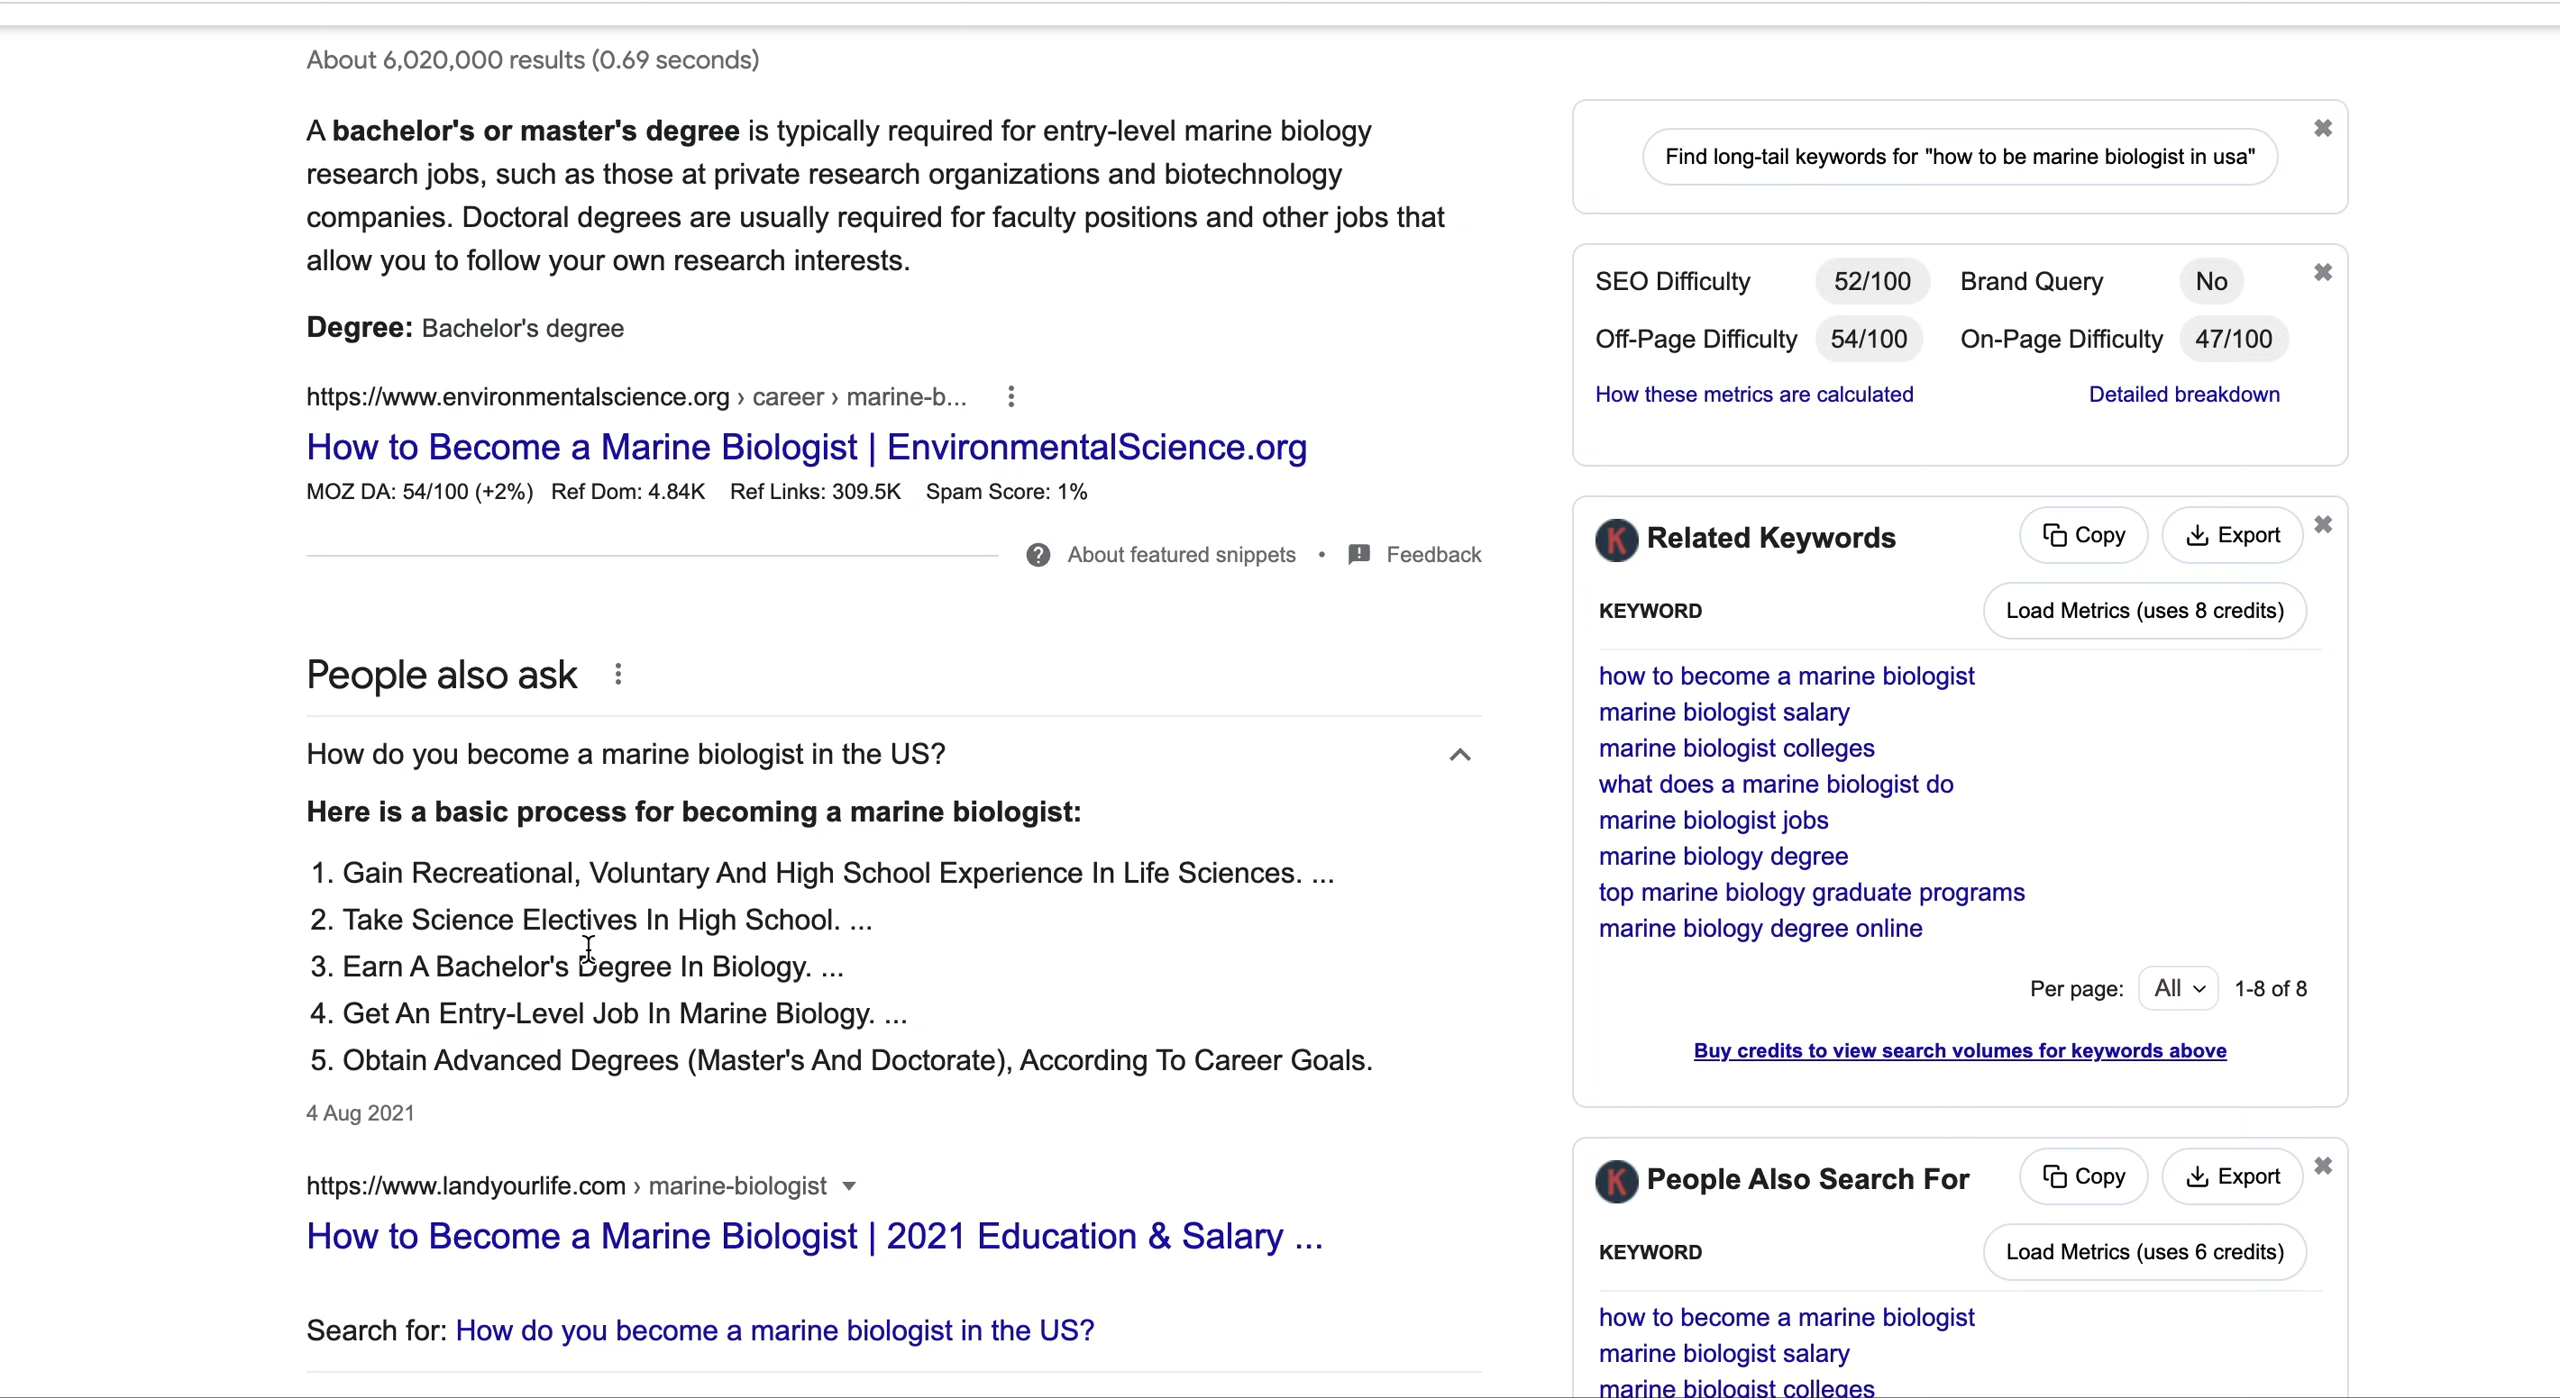 About 6,020,000 results (0.69 seconds)
A bachelor's or master's degree is typically required for entry-level marine biology
research jobs, such as those at private research organizations and biotechnology
companies. Doctoral degrees are usually required for faculty positions and other jobs that
allow you to follow your own research interests.
Degree: Bachelor's degree
https://www.environmentalscience.org › career › marine-b...
How to Become a Marine Biologist | EnvironmentalScience.org
MOZ DA: 54/100 (+2%) Ref Dom: 4.84K Ref Links: 309.5K Spam Score: 1%
About featured snippets • Feedback
People also ask
How do you become a marine biologist in the US?
Here is a basic process for becoming a marine biologist:
1. Gain Recreational, Voluntary And High School Experience In Life Sciences. ...
2. Take Science Electives In High School. ...
3. Earn A Bachelor's Degree In Biology. ...
4. Get An Entry-Level Job In Marine Biology. ...
5. Obtain Advanced Degrees (Master's And Doctorate), According To Career Goals.
4 Aug 2021
https://www.landyourlife.com › marine-biologist
How to Become a Marine Biologist | 2021 Education & Salary ...
Search for: How do you become a marine biologist in the US?
Find long-tail keywords for "how to be marine biologist in usa"
SEO Difficulty 52/100 Brand Query No
Off-Page Difficulty 54/100 On-Page Difficulty 47/100
How these metrics are calculated Detailed breakdown
K Related Keywords Copy Export
KEYWORD Load Metrics (uses 8 credits)
how to become a marine biologist
marine biologist salary
marine biologist colleges
what does a marine biologist do
marine biologist jobs
marine biology degree
top marine biology graduate programs
marine biology degree online
Per page: All 1-8 of 8
Buy credits to view search volumes for keywords above
K People Also Search For Copy Export
KEYWORD Load Metrics (uses 6 credits)
how to become a marine biologist
marine biologist salary
marine biologist colleges